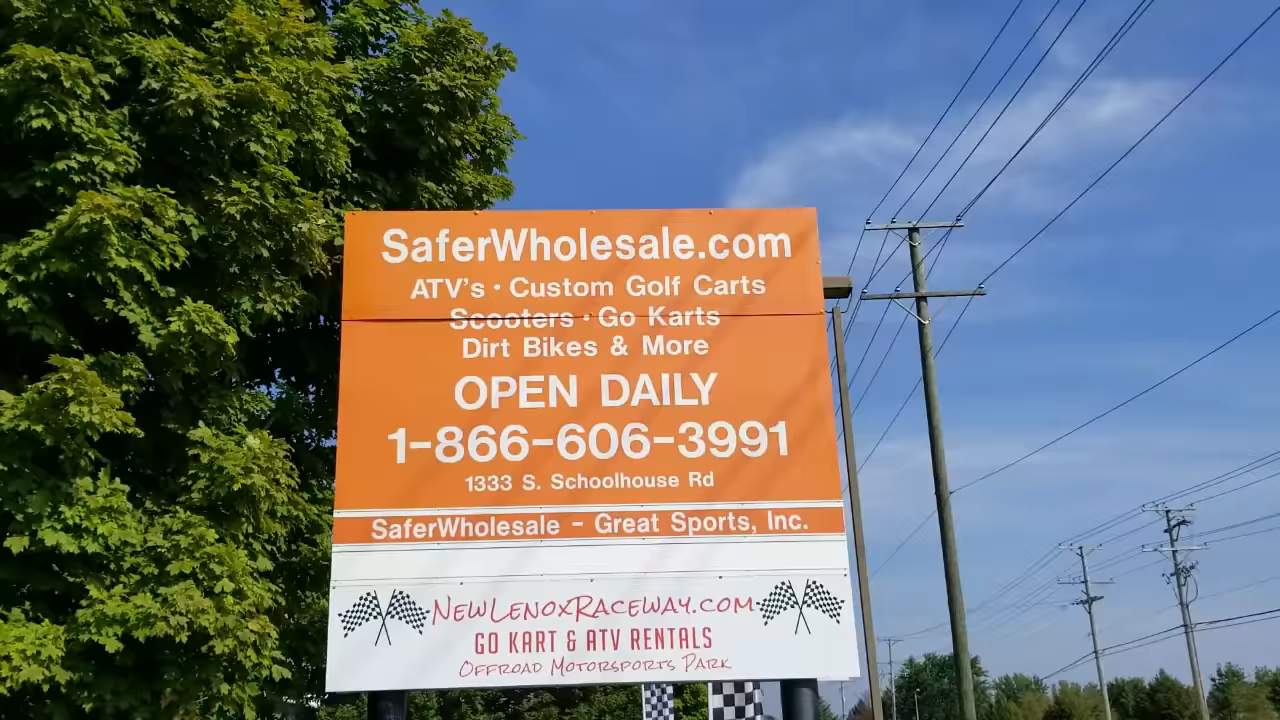 SaferWholesale.com
ATV's • Custom Golf Carts
Scooters • Go Karts
Dirt Bikes & More
OPEN DAILY
1-866-606-3991
1333 S. Schoolhouse Rd
SaferWholesale - Great Sports, Inc.
NewLenoxRaceway.com
GO KART & ATV RENTALS
Offroad Motorsports Park